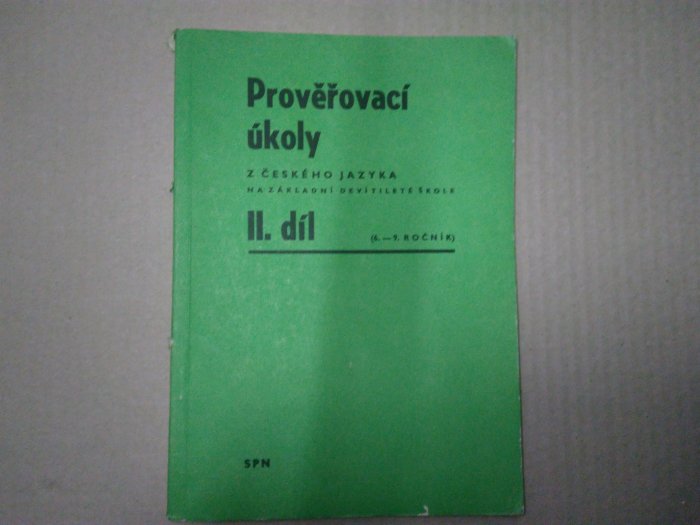 Prověřovací
úkoly
Z ČESKÉHO JAZYKA
NA ZÁKLADNÍ DEVÍTILETÉ ŠKOLE
II. díl (6.—9. ROČNÍK)
SPN